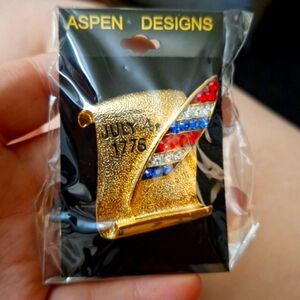 ASPEN DESIGNS
JULY 4,
1776